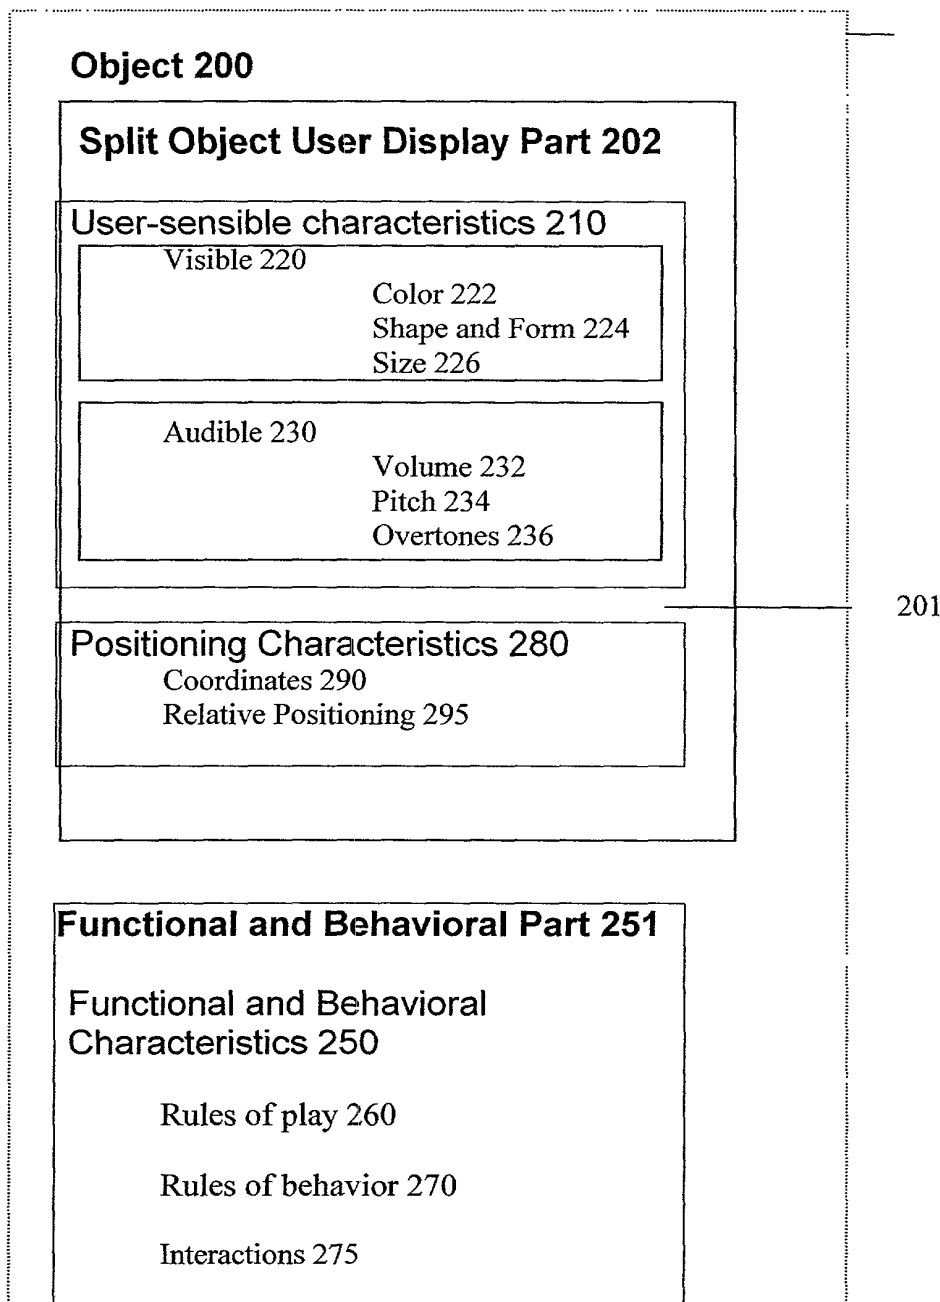 Object 200
Split Object User Display Part 202
User-sensible characteristics 210
Visible 220
Color 222
Shape and Form 224
Size 226
Audible 230
Volume 232
Pitch 234
Overtones 236
201
Positioning Characteristics 280
Coordinates 290
Relative Positioning 295
Functional and Behavioral Part 251
Functional and Behavioral
Characteristics 250
Rules of play 260
Rules of behavior 270
Interactions 275